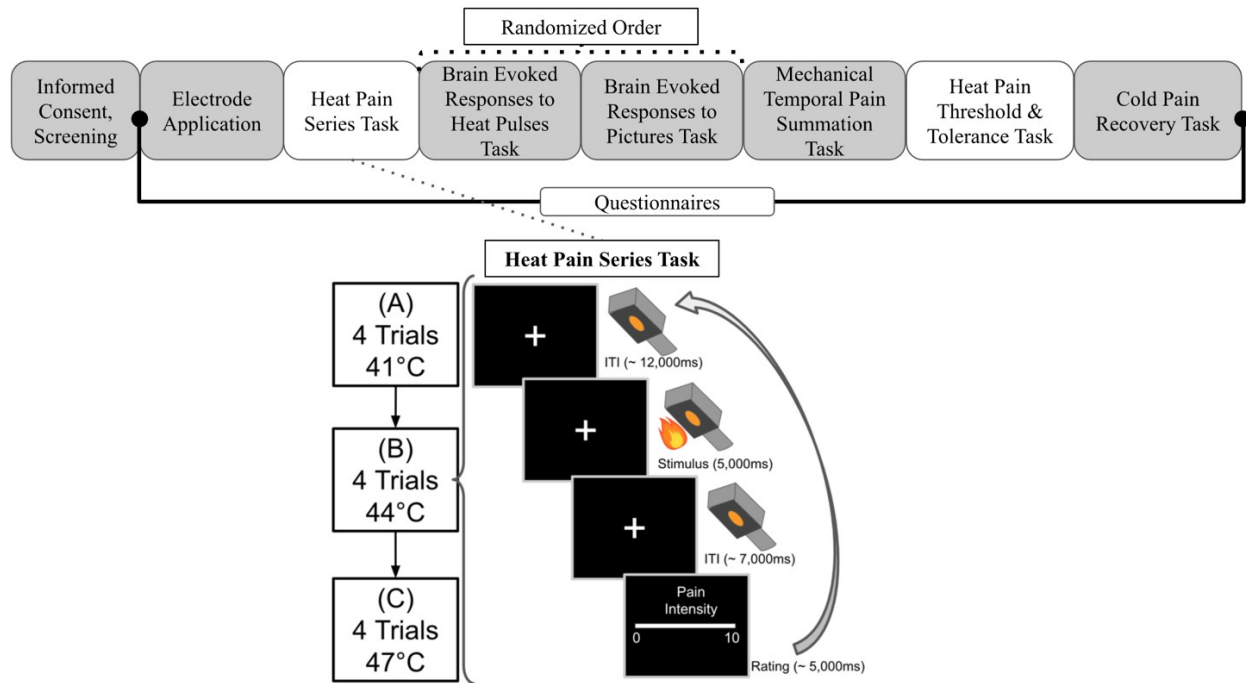 Randomized Order
Informed
Consent,
Screening
Electrode
Application
Heat Pain
Series Task
Brain Evoked
Responses to
Heat Pulses
Task
Brain Evoked
Responses to
Pictures Task
Mechanical
Temporal Pain
Summation
Task
Heat Pain
Threshold &
Tolerance Task
Cold Pain
Recovery Task
Questionnaires
Heat Pain Series Task
(A)
4 Trials
41°C
(B)
4 Trials
44°C
(C)
4 Trials
47°C
ITI (~ 12,000ms)
Stimulus (5,000ms)
ITI (~ 7,000ms)
Pain
Intensity
0 10
Rating (~ 5,000ms)